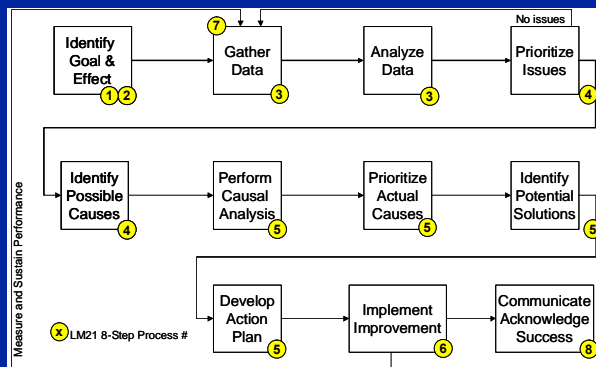 No issues
7
Identify
Goal &
Effect
1 2
Gather
Data
3
Analyze
Data
3
Prioritize
Issues
4
Identify
Possible
Causes
4
Perform
Causal
Analysis
5
Prioritize
Actual
Causes
5
Identify
Potential
Solutions
5
Develop
Action
Plan
5
Implement
Improvement
6
Communicate
Acknowledge
Success
8
x LM21 8-Step Process #
Measure and Sustain Performance